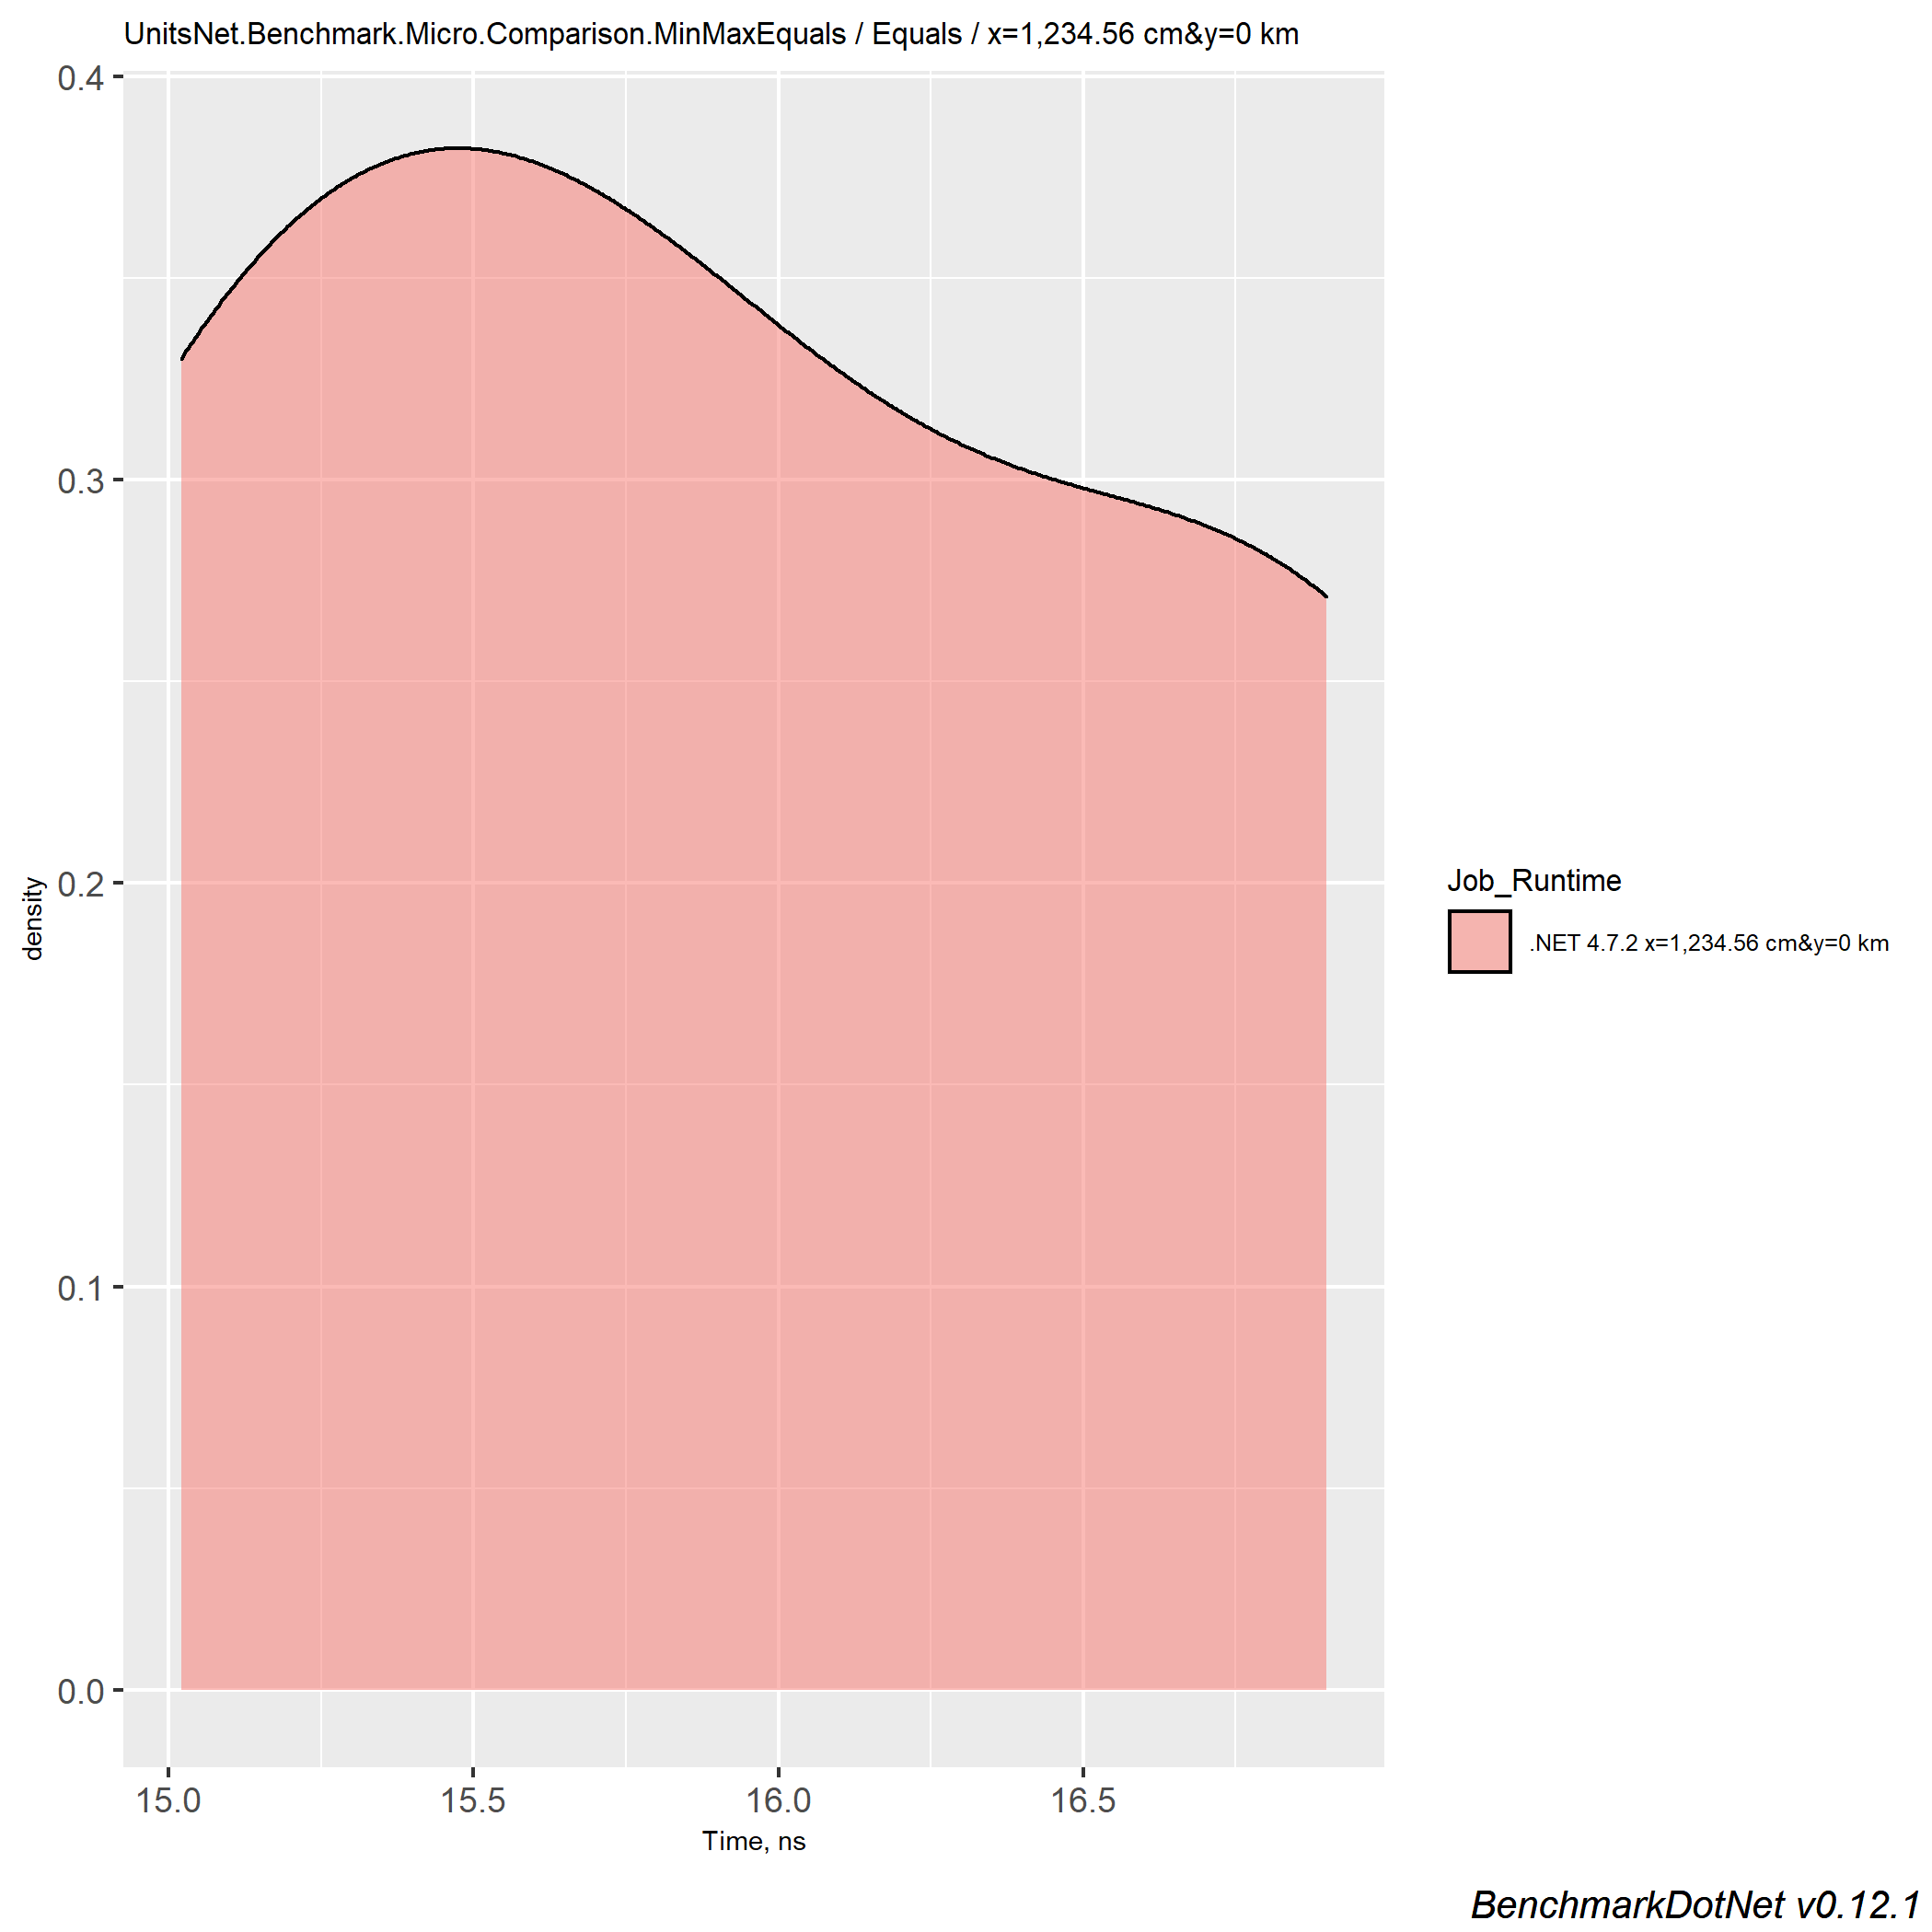 UnitsNet.Benchmark.Micro.Comparison.MinMaxEquals / Equals / x=1,234.56 cm&y=0 km
0.4
0.3
0.2
0.1
0.0
density
15.0 15.5 16.0 16.5
Time, ns
Job_Runtime
.NET 4.7.2 x=1,234.56 cm&y=0 km
BenchmarkDotNet v0.12.1